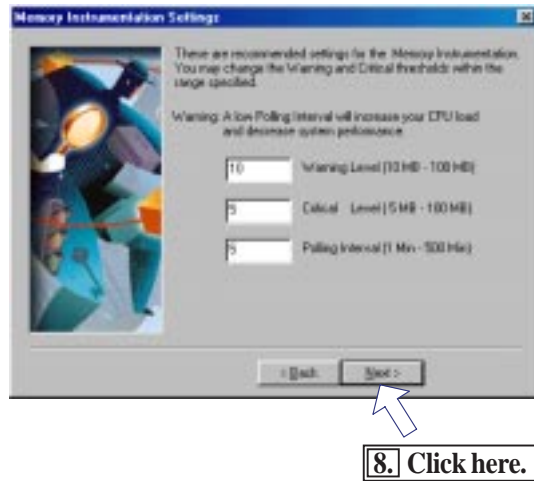 Memory Instrumentation Settings
These are recommended settings for the Memory Instrumentation.
You may change the Warning and Critical thresholds within the
range specified.
Warning: A low Polling Interval will increase your CPU load
and decrease system performance
10 Warning Level (10 MB - 100 MB)
5 Critical Level (5 MB - 100 MB)
5 Polling Interval (1 Min - 500 Min)
< Back Next >
8. Click here.